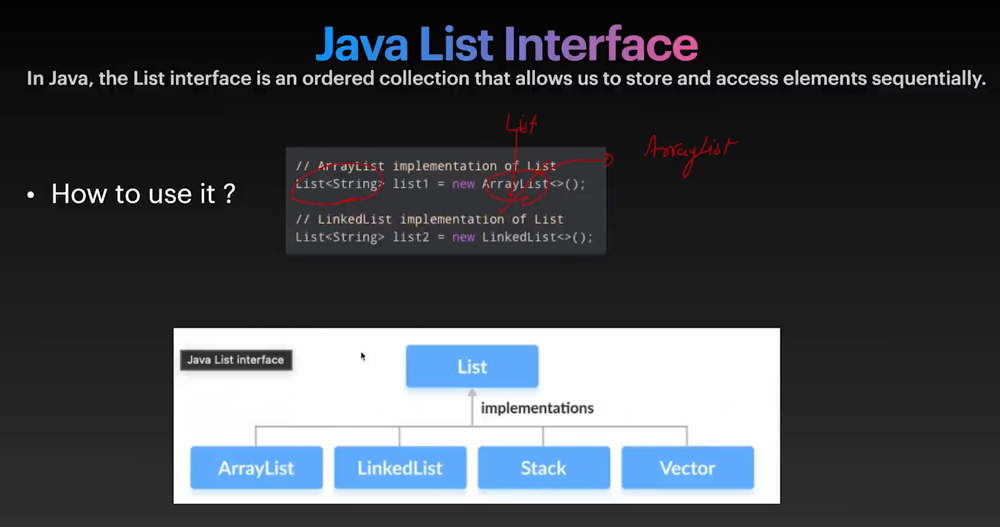 Java List Interface
In Java, the List interface is an ordered collection that allows us to store and access elements sequentially.
List
ArrayList
// ArrayList implementation of List
List<String> list1 = new ArrayList<>();
• How to use it ?
// LinkedList implementation of List
List<String> list2 = new LinkedList<>();
Java List interface
List
implementations
ArrayList LinkedList Stack Vector